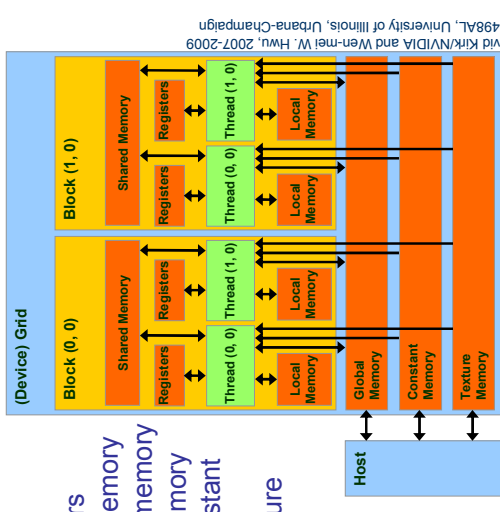 rs
emory
memory
mory
stant
ure
(Device) Grid
Block (0, 0)
Shared Memory
Registers
Registers
Thread (0, 0)
Thread (1, 0)
Local
Memory
Local
Memory
Block (1, 0)
Shared Memory
Registers
Registers
Thread (0, 0)
Thread (1, 0)
Local
Memory
Local
Memory
Host
Global
Memory
Constant
Memory
Texture
Memory
vid Kirk/NVIDIA and Wen-mei W. Hwu, 2007-2009
498AL, University of Illinois, Urbana-Champaign